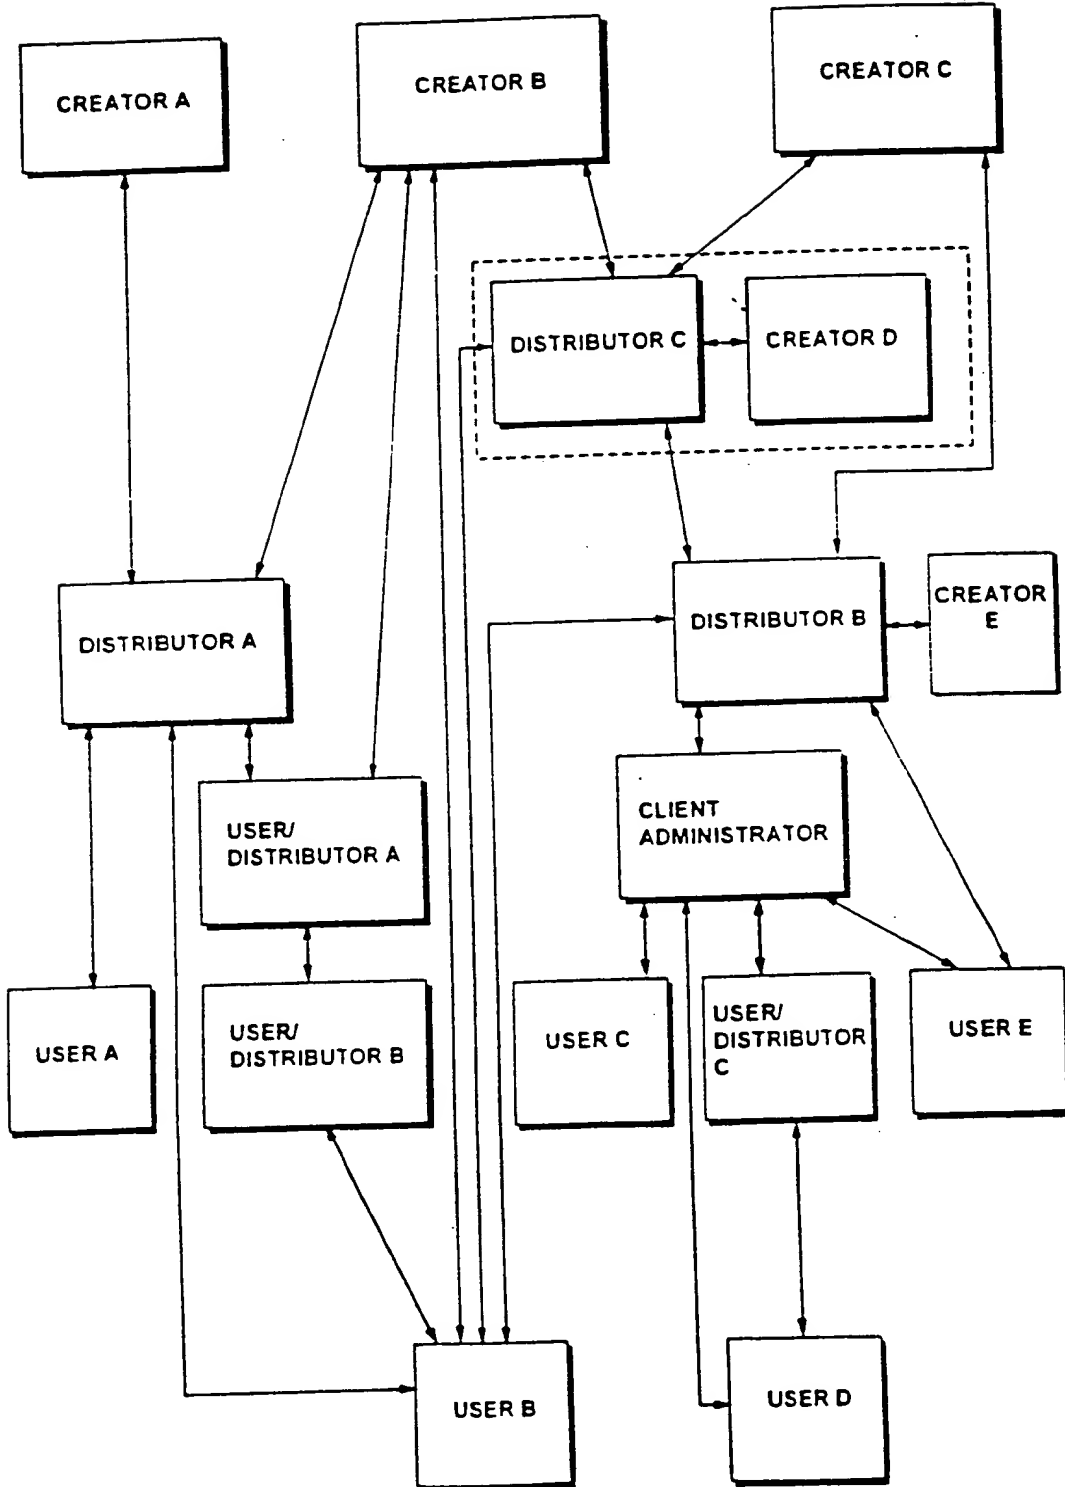 CREATOR A
CREATOR B
CREATOR C
DISTRIBUTOR C
CREATOR D
DISTRIBUTOR A
DISTRIBUTOR B
CREATOR
E
USER/
DISTRIBUTOR A
CLIENT
ADMINISTRATOR
USER A
USER/
DISTRIBUTOR B
USER C
USER/
DISTRIBUTOR
C
USER E
USER B
USER D